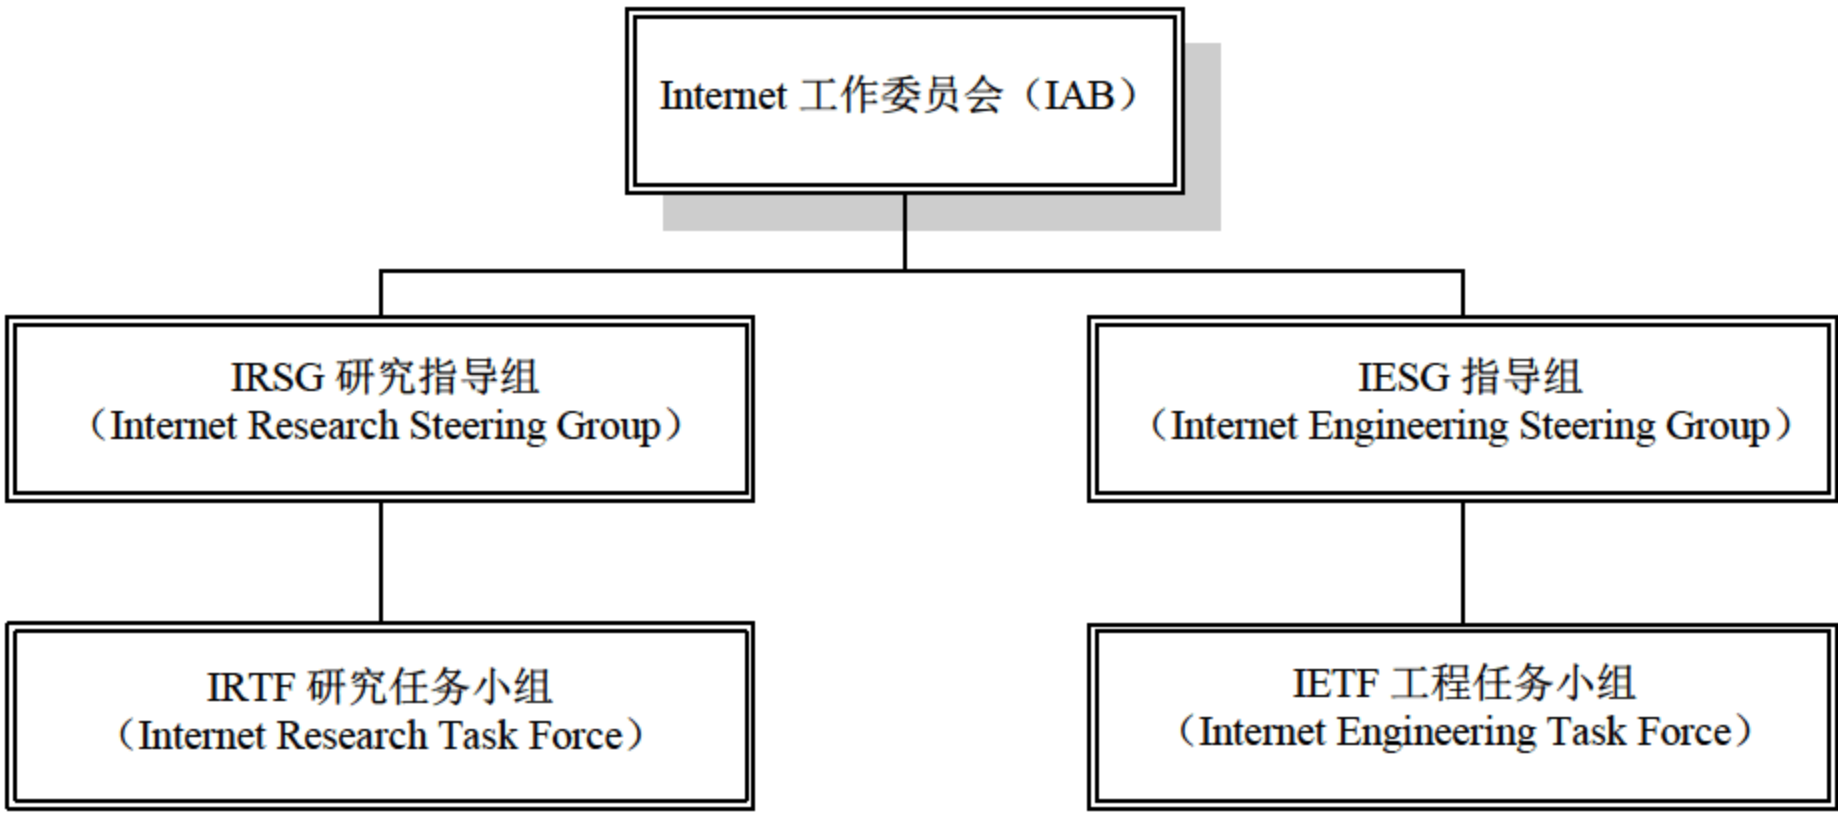 Internet 工作委员会（IAB）
IRSG 研究指导组
（Internet Research Steering Group）
IESG 指导组
（Internet Engineering Steering Group）
IRTF 研究任务小组
（Internet Research Task Force）
IETF 工程任务小组
（Internet Engineering Task Force）